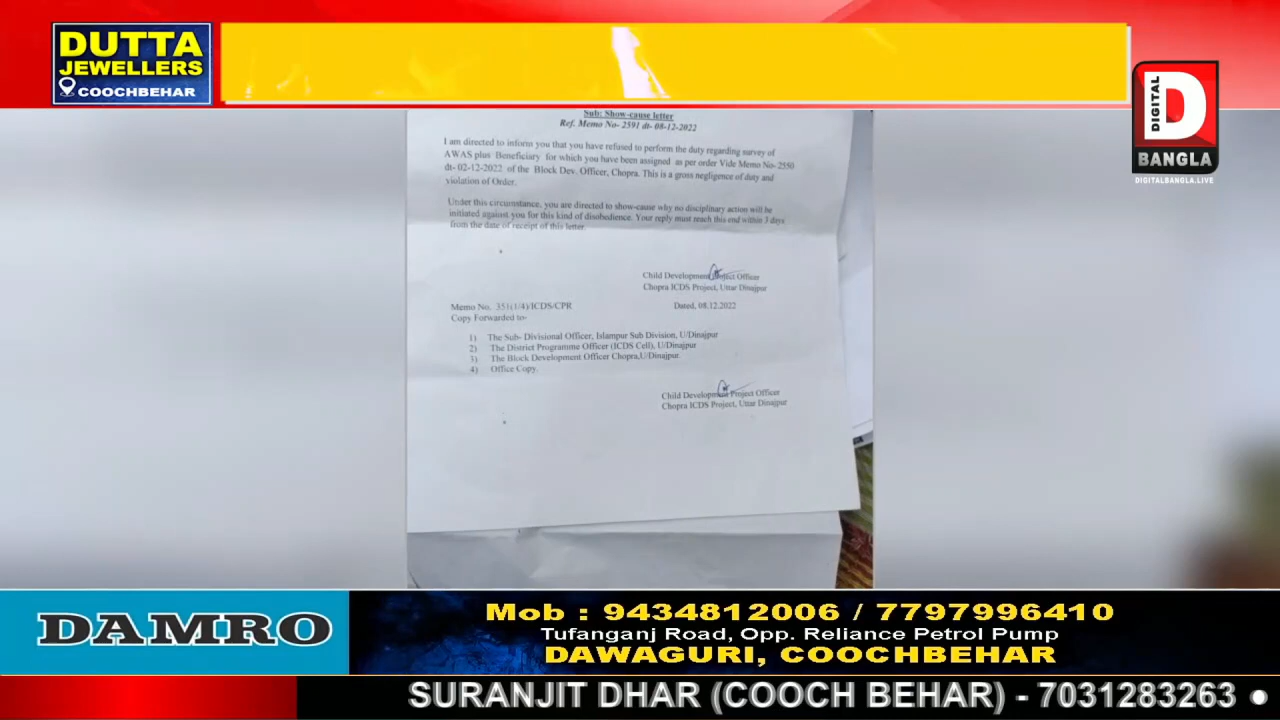 DUTTA
JEWELLERS
COOCHBEHAR
DIGITAL
D
BANGLA
DIGITALBANGLA.LIVE
Sub: Show-cause letter
Ref. Memo No- 2591 dt- 08-12-2022
I am directed to inform you that you have refused to perform the duty regarding survey of
AWAS plus Beneficiary for which you have been assigned as per order Vide Memo No- 2550
dt- 02-12-2022 of the Block Dev. Officer, Chopra. This is a gross negligence of duty and
violation of Order.
Under this circumstance, you are directed to show-cause why no disciplinary action will be
initiated against you for this kind of disobedience. Your reply must reach this end within 3 days
from the date of receipt of this letter.
Child Development Project Officer
Chopra ICDS Project, Uttar Dinajpur
Memo No. 351(1/4)/ICDS/CPR Dated, 08.12.2022
Copy Forwarded to-
1) The Sub- Divisional Officer, Islampur Sub Division, U/Dinajpur
2) The District Programme Officer (ICDS Cell), U/Dinajpur
3) The Block Development Officer Chopra,U/Dinajpur.
4) Office Copy.
Child Development Project Officer
Chopra ICDS Project, Uttar Dinajpur
DAMRO
Mob : 9434812006 / 7797996410
Tufanganj Road, Opp. Reliance Petrol Pump
DAWAGURI, COOCHBEHAR
SURANJIT DHAR (COOCH BEHAR) - 7031283263 ●